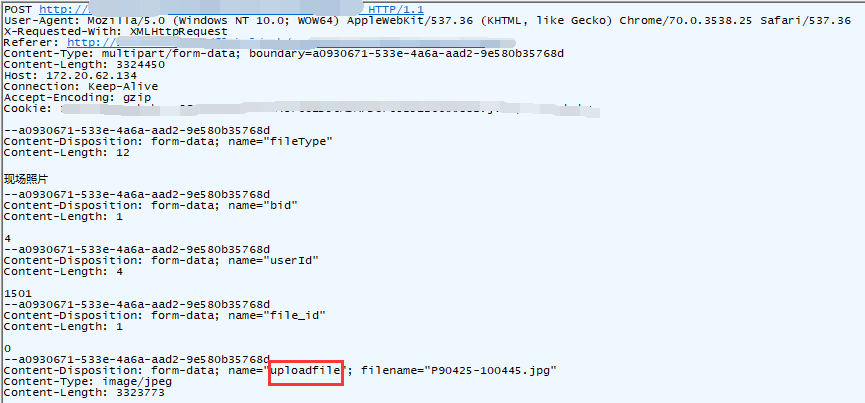 POST http:// HTTP/1.1
User-Agent: Mozilla/5.0 (Windows NT 10.0; WOW64) AppleWebKit/537.36 (KHTML, like Gecko) Chrome/70.0.3538.25 Safari/537.36
X-Requested-With: XMLHttpRequest
Referer: http://
Content-Type: multipart/form-data; boundary=a0930671-533e-4a6a-aad2-9e580b35768d
Content-Length: 3324450
Host: 172.20.62.134
Connection: Keep-Alive
Accept-Encoding: gzip
Cookie:
--a0930671-533e-4a6a-aad2-9e580b35768d
Content-Disposition: form-data; name="fileType"
Content-Length: 12
现场照片
--a0930671-533e-4a6a-aad2-9e580b35768d
Content-Disposition: form-data; name="bid"
Content-Length: 1
4
--a0930671-533e-4a6a-aad2-9e580b35768d
Content-Disposition: form-data; name="userId"
Content-Length: 4
1501
--a0930671-533e-4a6a-aad2-9e580b35768d
Content-Disposition: form-data; name="file_id"
Content-Length: 1
0
--a0930671-533e-4a6a-aad2-9e580b35768d
Content-Disposition: form-data; name="uploadfile"; filename="P90425-100445.jpg"
Content-Type: image/jpeg
Content-Length: 3323773